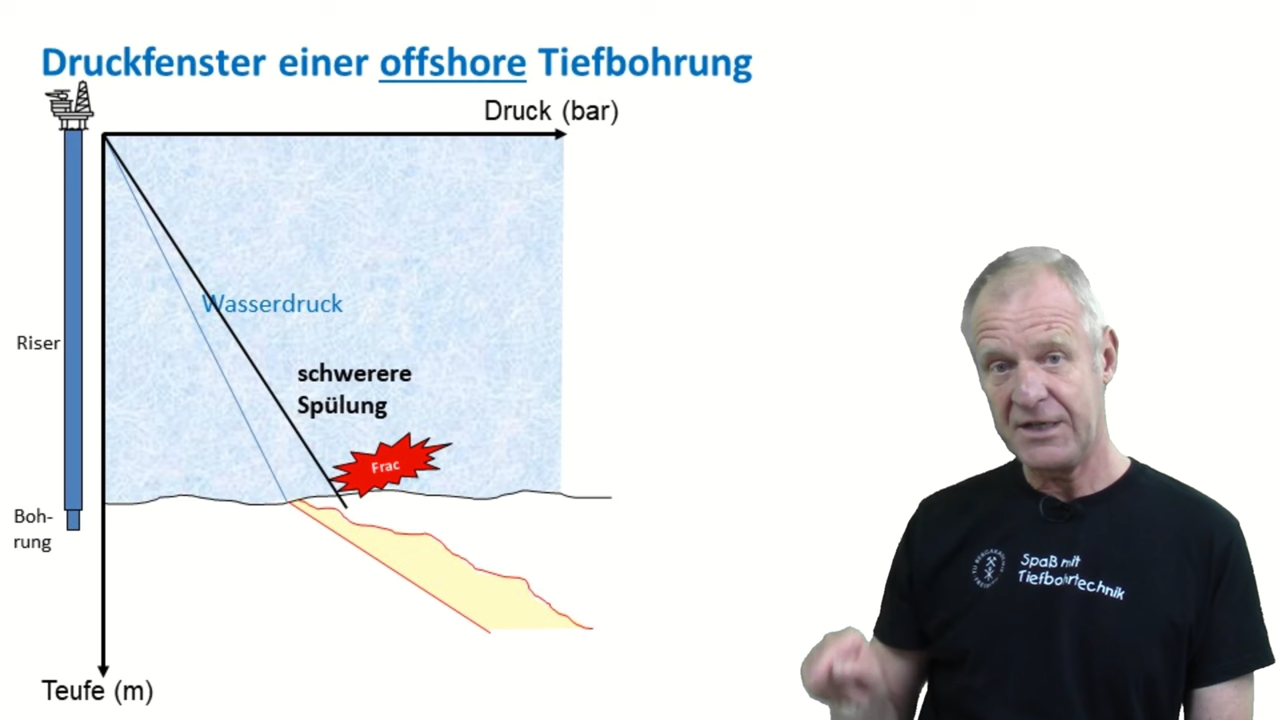 Druckfenster einer offshore Tiefbohrung
Druck (bar)
Wasserdruck
Riser
schwerere
Spülung
Frac
Boh-
rung
Teufe (m)
Spaß mit
Tiefbohrtechnik